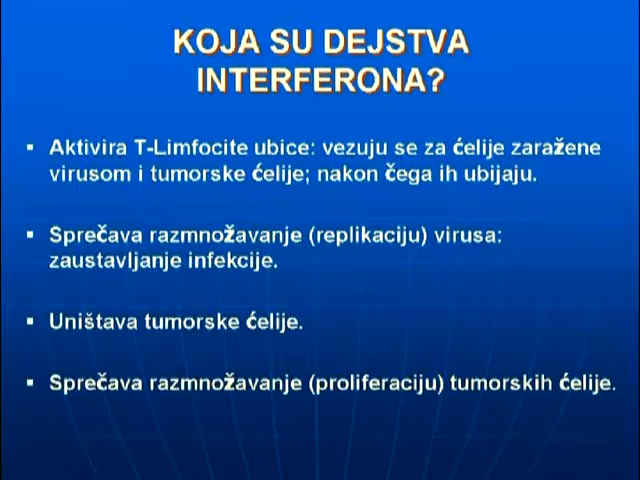 KOJA SU DEJSTVA
INTERFERONA?
▪ Aktivira T-Limfocite ubice: vezuju se za ćelije zaražene
virusom i tumorske ćelije; nakon čega ih ubijaju.
▪ Sprečava razmnožavanje (replikaciju) virusa:
zaustavljanje infekcije.
▪ Uništava tumorske ćelije.
▪ Sprečava razmnožavanje (proliferaciju) tumorskih ćelije.